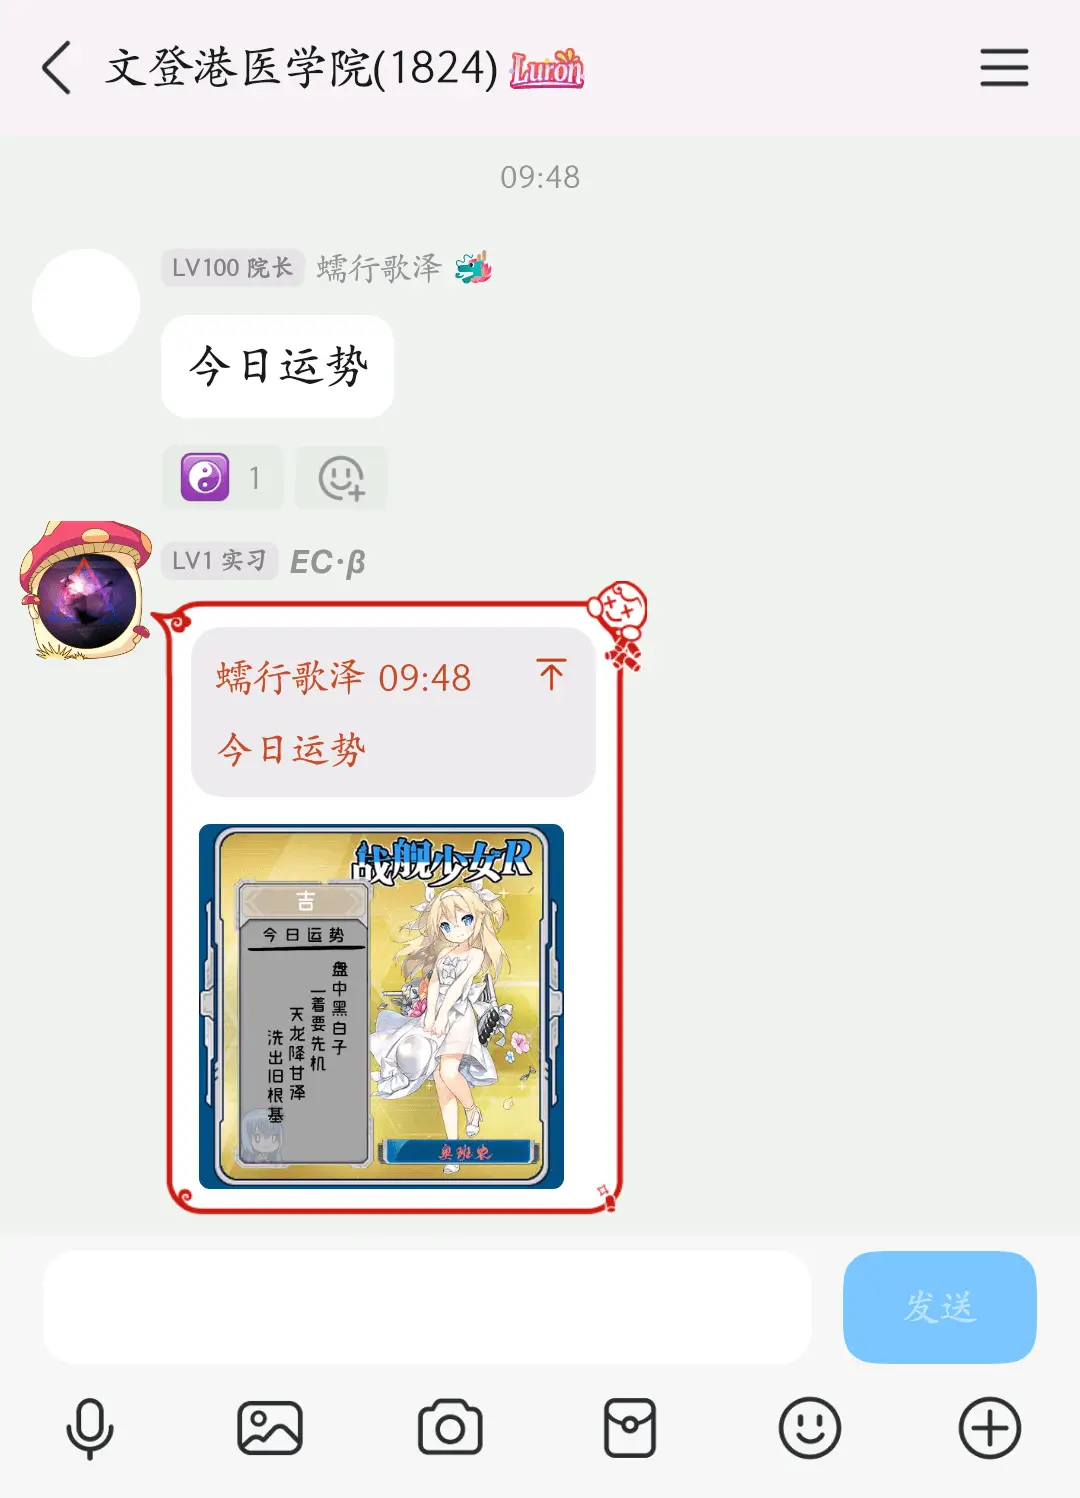 文登港医学院(1824) Luron
09:48
LV100 院长 蠕行歌泽
今日运势
1
LV1 实习 EC·β
蠕行歌泽 09:48
今日运势
战舰少女R
吉
今日运势
盘中黑白子
一着要先机
天龙降甘泽
洗出旧根基
奥班农
发送